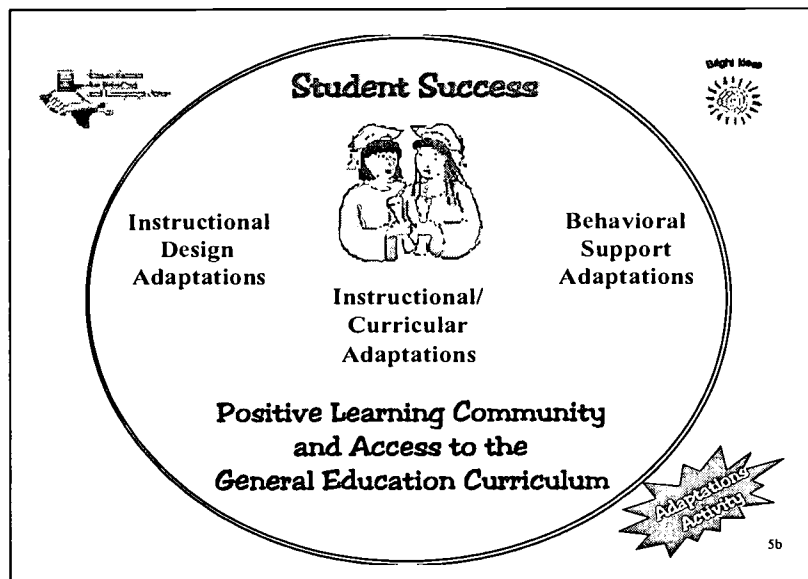 Bright Ideas
Student Success
Instructional
Design
Adaptations
Behavioral
Support
Adaptations
Instructional/
Curricular
Adaptations
Positive Learning Community
and Access to the
General Education Curriculum
Adaptations
Activity
5b